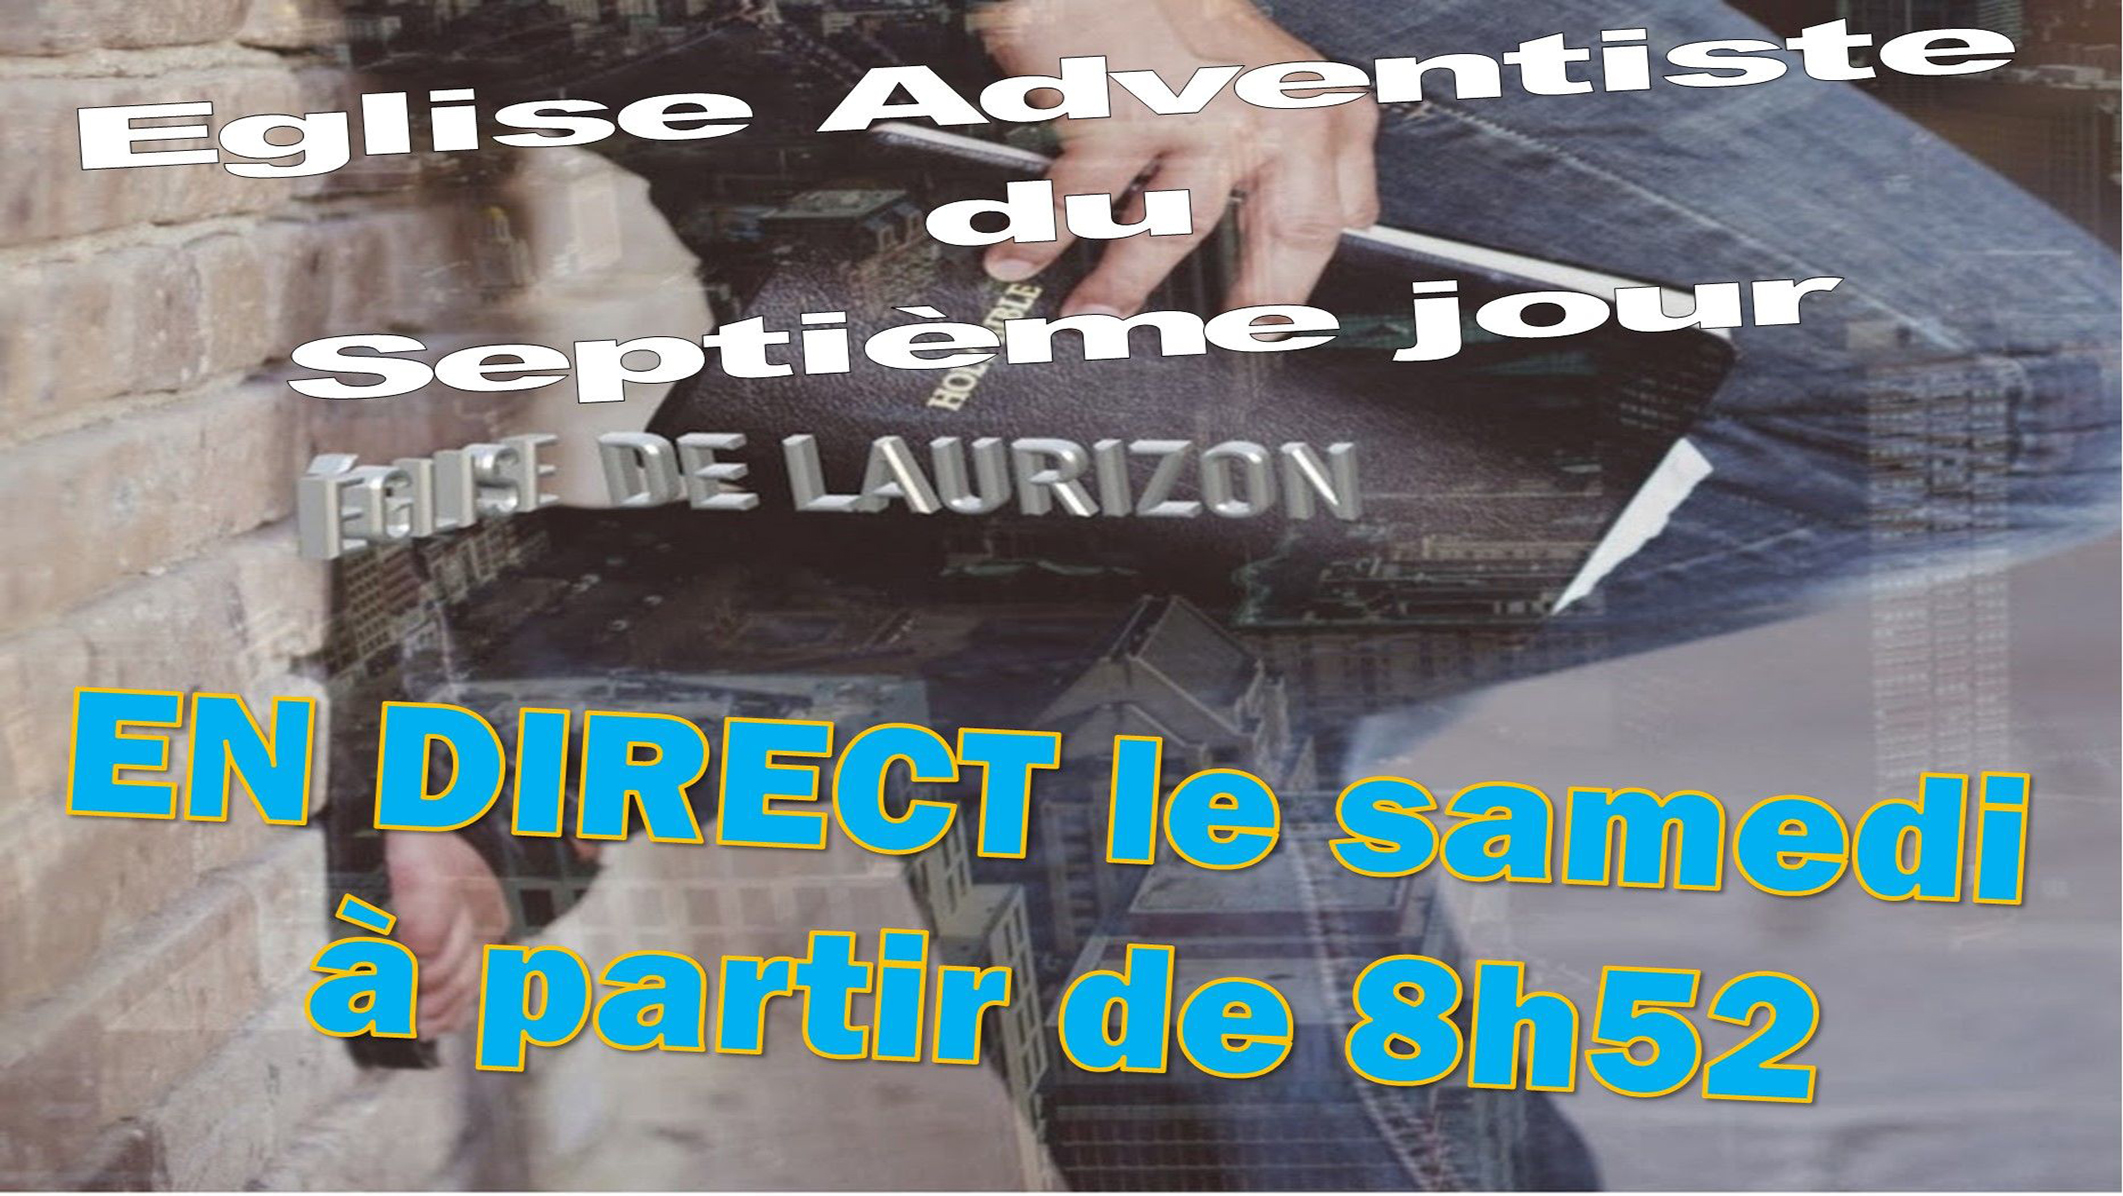 Eglise Adventiste
du
Septième jour
HOLY BIBLE
ÉGLISE DE LAURIZON
EN DIRECT le samedi
à partir de 8h52